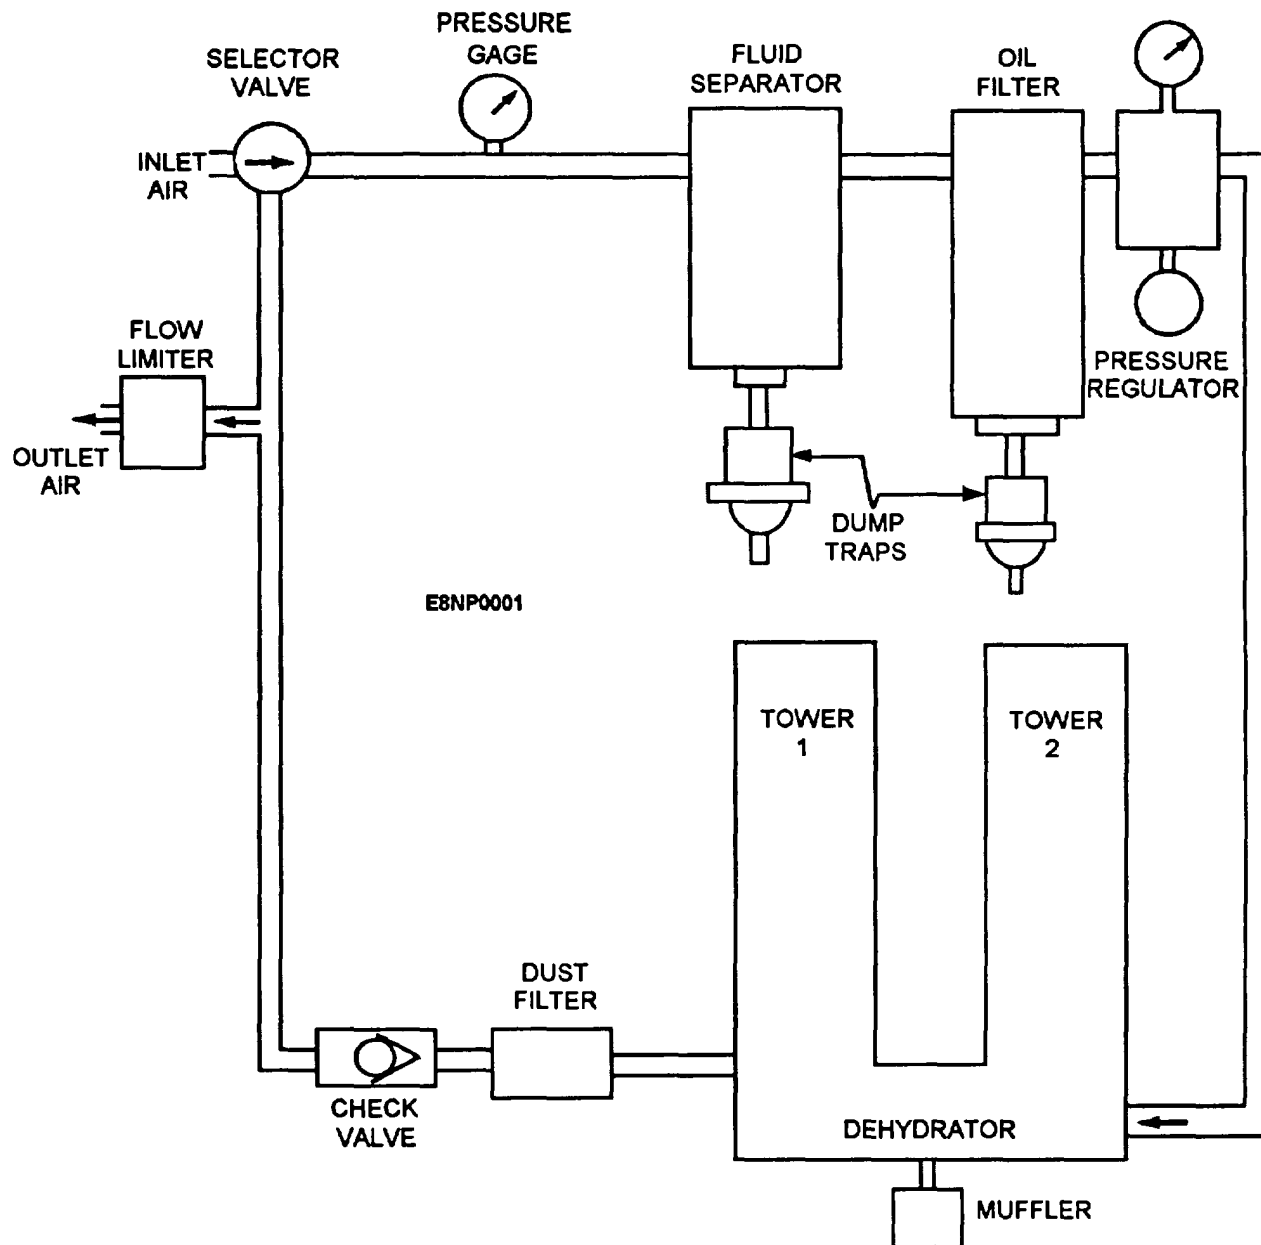 PRESSURE
GAGE
SELECTOR
VALVE
FLUID
SEPARATOR
OIL
FILTER
INLET
AIR
FLOW
LIMITER
PRESSURE
REGULATOR
OUTLET
AIR
DUMP
TRAPS
E8NP0001
TOWER
1
TOWER
2
DUST
FILTER
CHECK
VALVE
DEHYDRATOR
MUFFLER